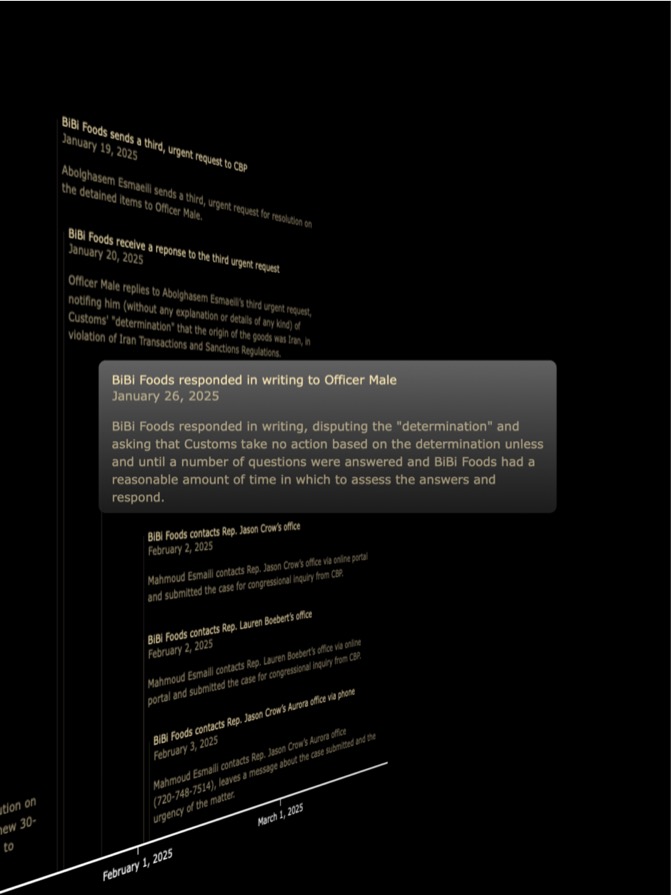 BiBi Foods sends a third, urgent request to CBP
January 19, 2025
Abolghasem Esmaeili sends a third, urgent request for resolution on
the detained items to Officer Male.
BiBi Foods receive a reponse to the third urgent request
January 20, 2025
Officer Male replies to Abolghasem Esmaeili's third urgent request,
notifing him (without any explanation or details of any kind) of
Customs' "determination" that the origin of the goods was Iran, in
violation of Iran Transactions and Sanctions Regulations.
BiBi Foods responded in writing to Officer Male
January 26, 2025
BiBi Foods responded in writing, disputing the "determination" and
asking that Customs take no action based on the determination unless
and until a number of questions were answered and BiBi Foods had a
reasonable amount of time in which to assess the answers and
respond.
BiBi Foods contacts Rep. Jason Crow's office
February 2, 2025
Mahmoud Esmaili contacts Rep. Jason Crow's office via online portal
and submitted the case for congressional inquiry from CBP.
BiBi Foods contacts Rep. Lauren Boebert's office
February 2, 2025
Mahmoud Esmaili contacts Rep. Lauren Boebert's office via online
portal and submitted the case for congressional inquiry from CBP.
BiBi Foods contacts Rep. Jason Crow's Aurora office via phone
February 3, 2025
Mahmoud Esmaili contacts Rep. Jason Crow's Aurora office
(720-748-7514), leaves a message about the case submitted and the
urgency of the matter.
ution on
new 30-
to
February 1, 2025
March 1, 2025